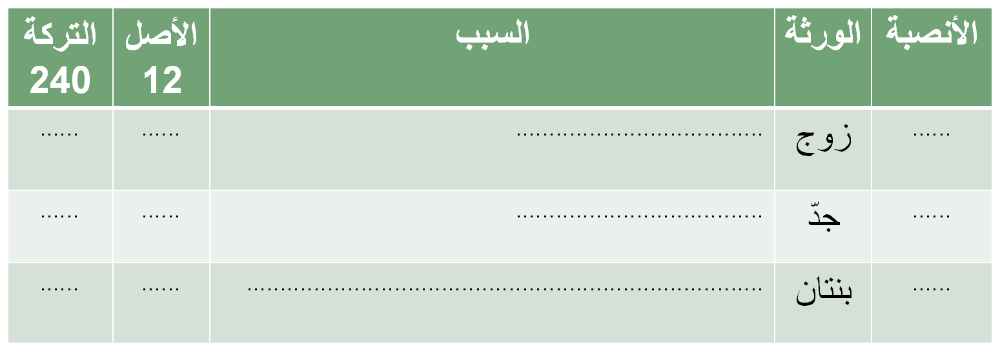 الأنصبة الورثة السبب الأصل 12 التركة 240
...... زوج ...................................... ...... ......
...... جدّ ...................................... ...... ......
...... بنتان ................................................................................ ...... ......